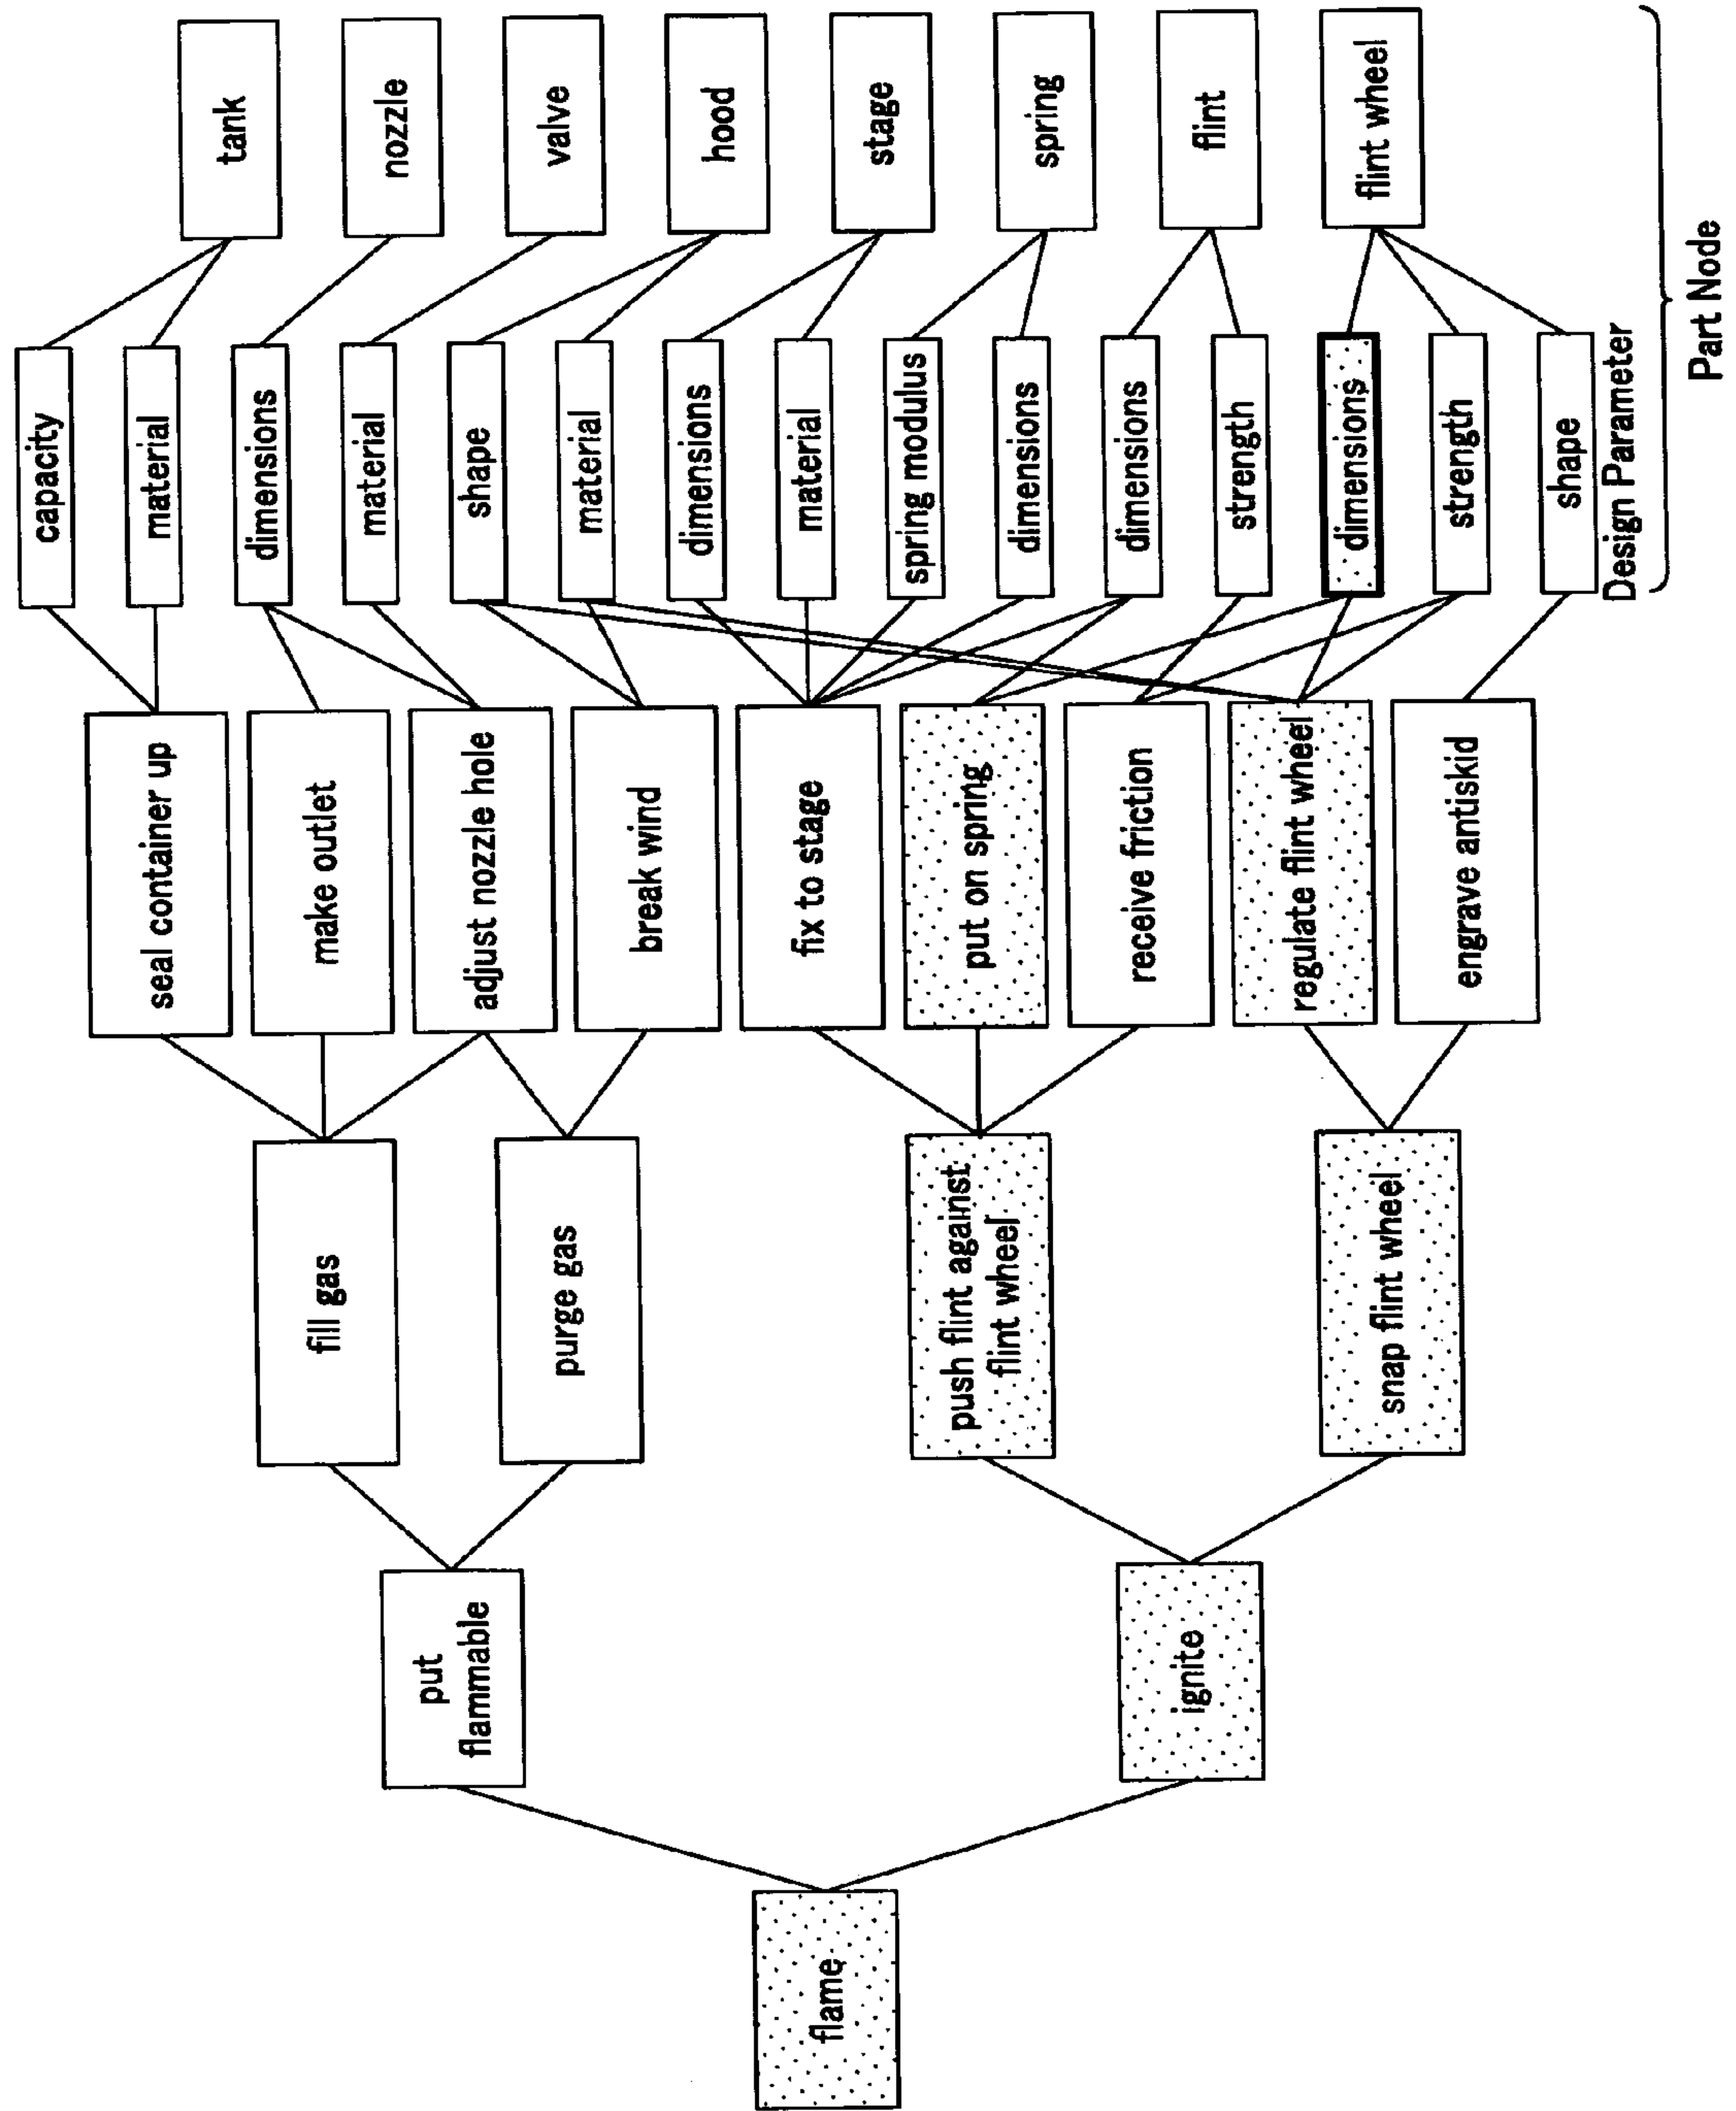 flame
put
flammable
ignite
fill gas
purge gas
push flint against
flint wheel
snap flint wheel
seal container up
make outlet
adjust nozzle hole
break wind
fix to stage
put on spring
receive friction
regulate flint wheel
engrave antiskid
capacity
material
dimensions
material
shape
material
dimensions
material
spring modulus
dimensions
dimensions
strength
dimensions
strength
shape
Design Parameter
tank
nozzle
valve
hood
stage
spring
flint
flint wheel
Part Node